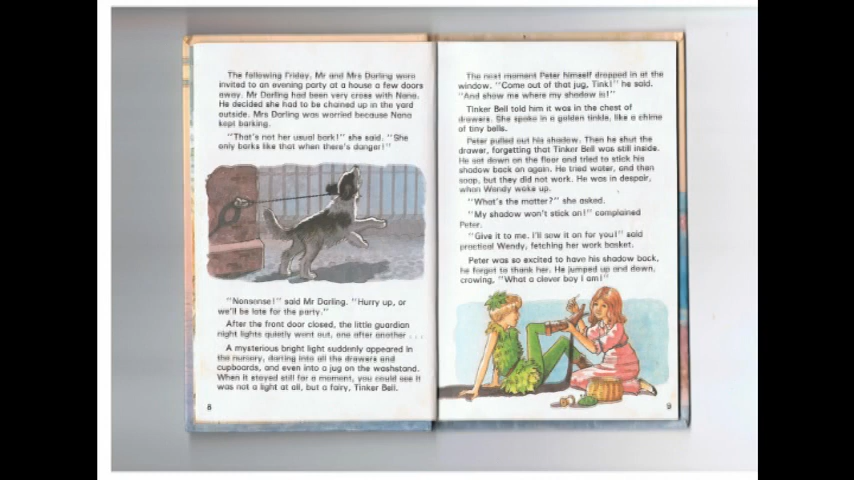 The following Friday, Mr and Mrs Darling were
invited to an evening party at a house a few doors
away. Mr Darling had been very cross with Nana.
He decided she had to be chained up in the yard
outside. Mrs Darling was worried because Nana
kept barking.
"That's not her usual bark!" she said. "She
only barks like that when there's danger!"
"Nonsense!" said Mr Darling. "Hurry up, or
we'll be late for the party."
After the front door closed, the little guardian
night lights quietly went out, one after another . . .
A mysterious bright light suddenly appeared in
the nursery, darting into all the drawers and
cupboards, and even into a jug on the washstand.
When it stayed still for a moment, you could see it
was not a light at all, but a fairy, Tinker Bell.
8
The next moment Peter himself dropped in at the
window. "Come out of that jug, Tink!" he said.
"And show me where my shadow is!"
Tinker Bell told him it was in the chest of
drawers. She spoke in a golden tinkle, like a chime
of tiny bells.
Peter pulled out his shadow. Then he shut the
drawer, forgetting that Tinker Bell was still inside.
He sat down on the floor and tried to stick his
shadow back on again. He tried water, and then
soap, but they did not work. He was in despair,
when Wendy woke up.
"What's the matter?" she asked.
"My shadow won't stick on!" complained
Peter.
"Give it to me. I'll sew it on for you!" said
practical Wendy, fetching her work basket.
Peter was so excited to have his shadow back,
he forgot to thank her. He jumped up and down,
crowing, "What a clever boy I am!"
9